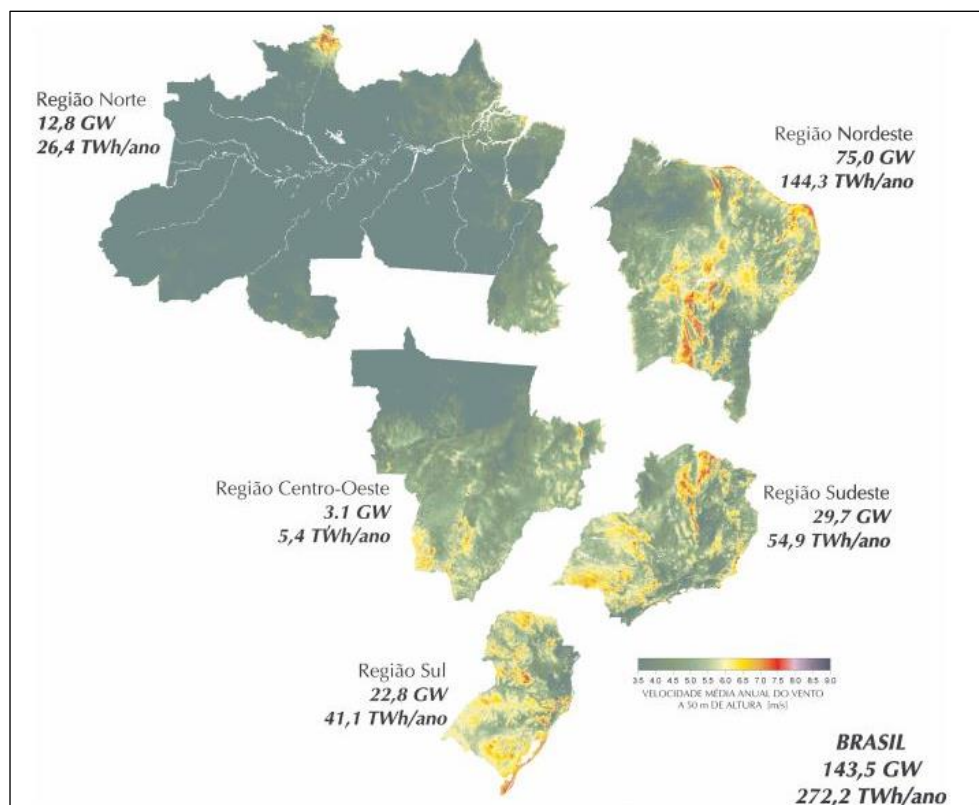 Região Norte
12,8 GW
26,4 TWh/ano
Região Nordeste
75,0 GW
144,3 TWh/ano
Região Centro-Oeste
3.1 GW
5,4 TWh/ano
Região Sudeste
29,7 GW
54,9 TWh/ano
Região Sul
22,8 GW
41,1 TWh/ano
3.5 4.0 4.5 5.0 5.5 6.0 6.5 7.0 7.5 8.0 8.5 9.0
VELOCIDADE MÉDIA ANUAL DO VENTO
A 50 m DE ALTURA [m/s]
BRASIL
143,5 GW
272,2 TWh/ano